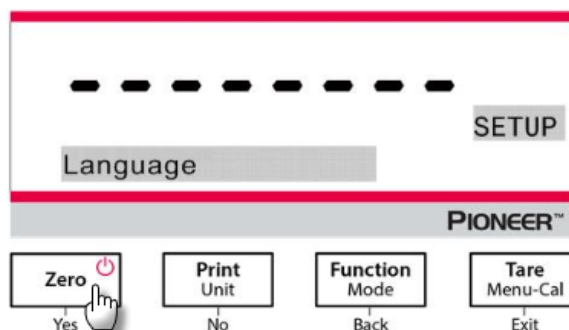 SETUP
Language
PIONEER™
Zero Print Function Tare
Unit Mode Menu-Cal
Yes No Back Exit